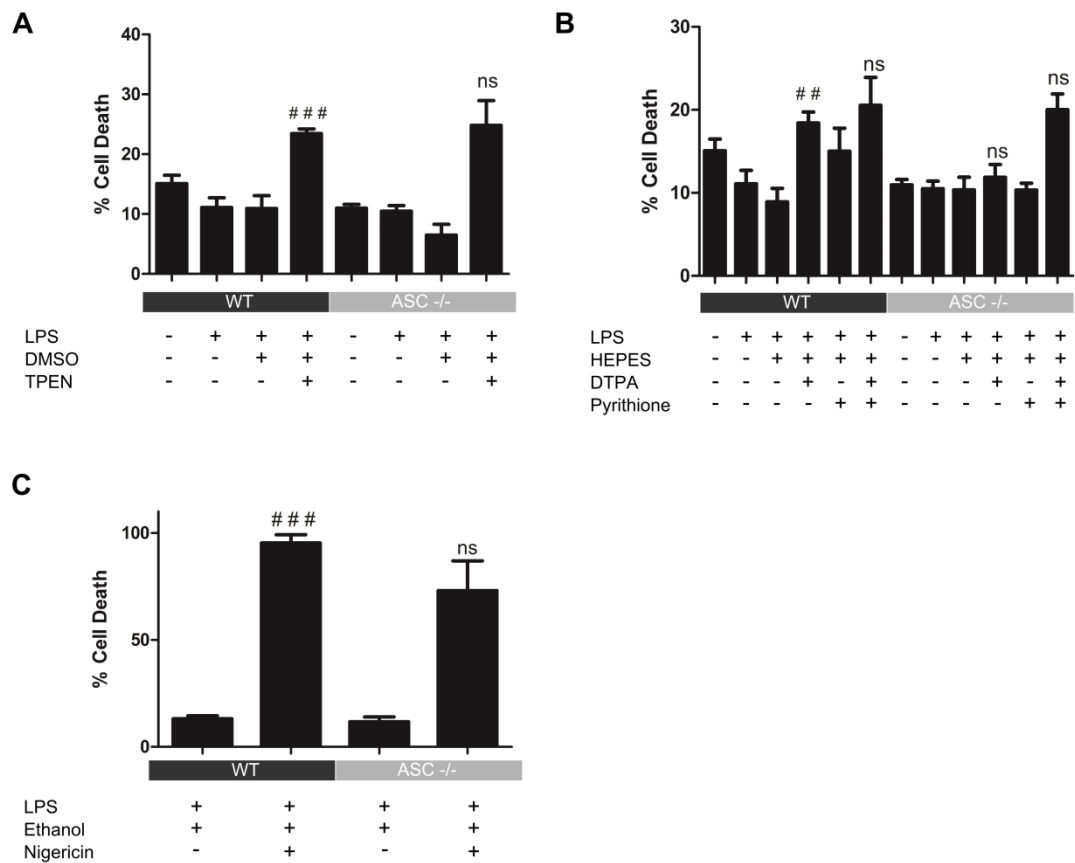 A
% Cell Death
40
30
20
10
0
# # #
ns
WT
ASC -/-
LPS - + + + - + + +
DMSO - - + + - - + +
TPEN - - - + - - - +
B
% Cell Death
30
20
10
0
# #
ns
ns
ns
WT
ASC -/-
LPS - + + + + + - + + + + +
HEPES - - + + + + - - + + + +
DTPA - - - + - + - - - + - +
Pyrithione - - - - + + - - - - + +
C
% Cell Death
100
50
0
# # #
ns
WT
ASC -/-
LPS + + + +
Ethanol + + + +
Nigericin - + - +